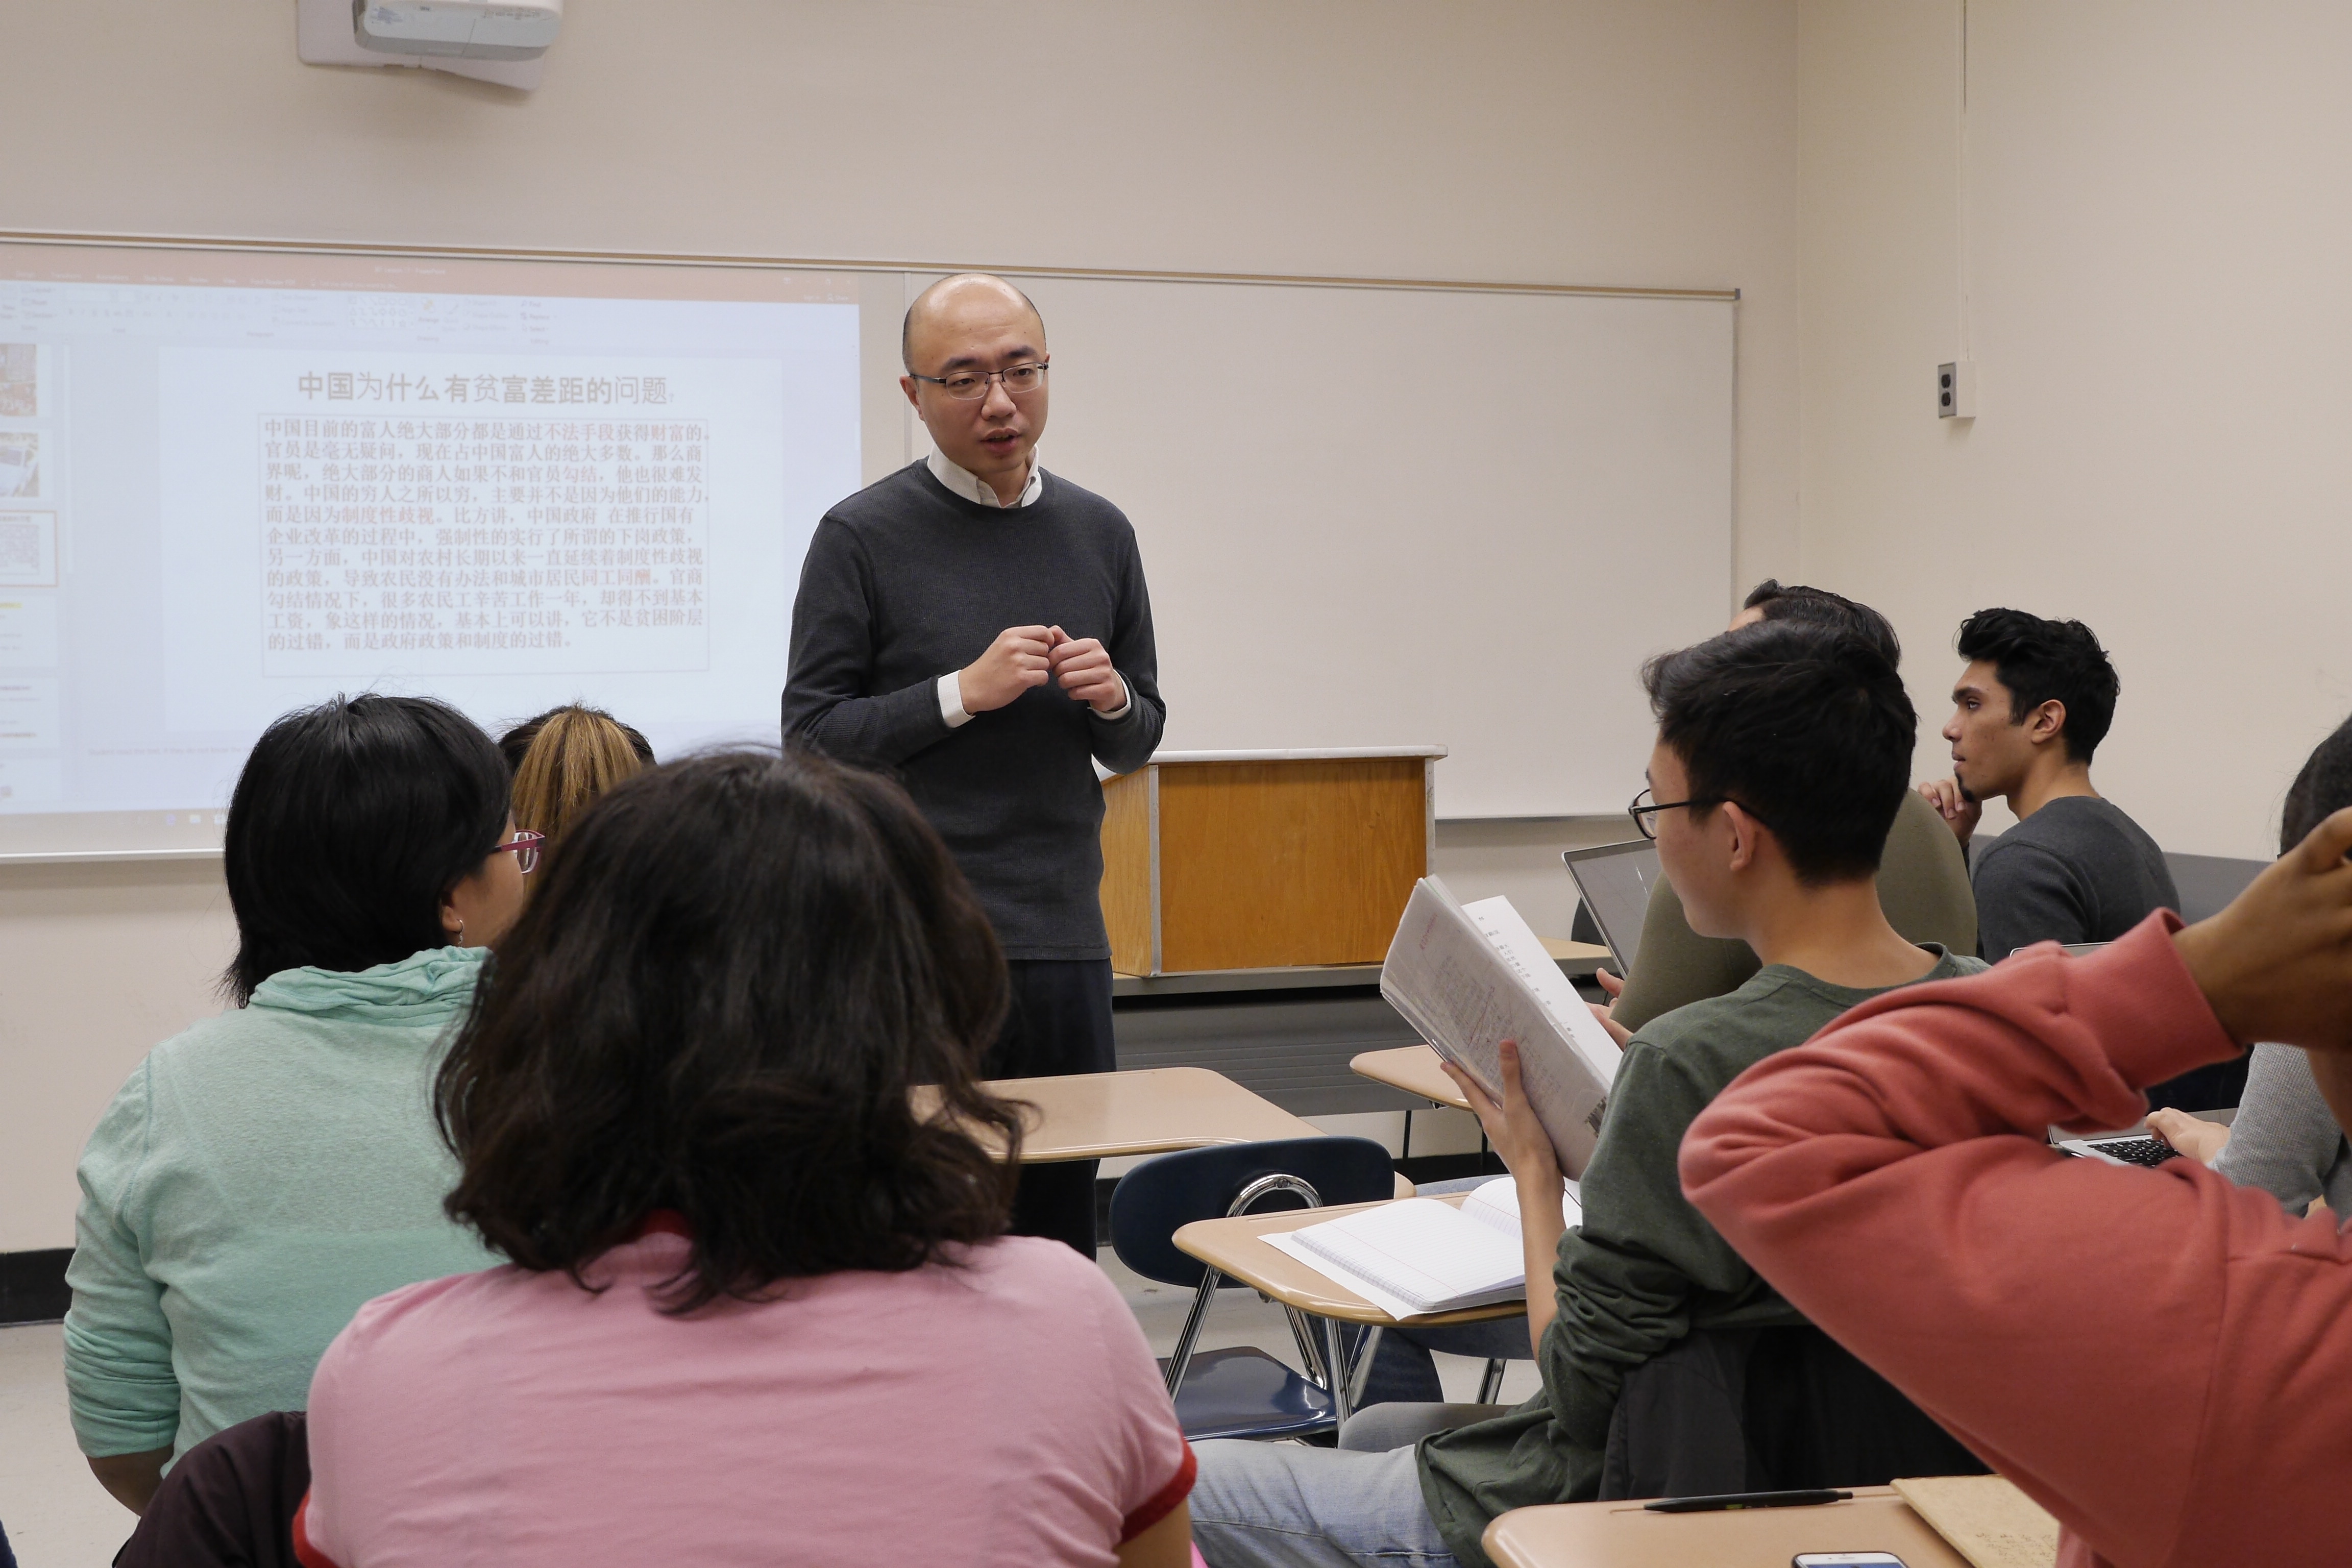 中国为什么有贫富差距的问题?
中国目前的富人绝大部分都是通过不法手段获得财富的。
官员是毫无疑问，现在占中国富人的绝大多数。那么商
界呢，绝大部分的商人如果不和官员勾结，他也很难发
财。中国的穷人之所以穷，主要并不是因为他们的能力，
而是因为制度性歧视。比方讲，中国政府 在推行国有
企业改革的过程中，强制性的实行了所谓的下岗政策，
另一方面，中国对农村长期以来一直延续着制度性歧视
的政策，导致农民没有办法和城市居民同工同酬。官商
勾结情况下，很多农民工辛苦工作一年，却得不到基本
工资，象这样的情况，基本上可以讲，它不是贫困阶层
的过错，而是政府政策和制度的过错。